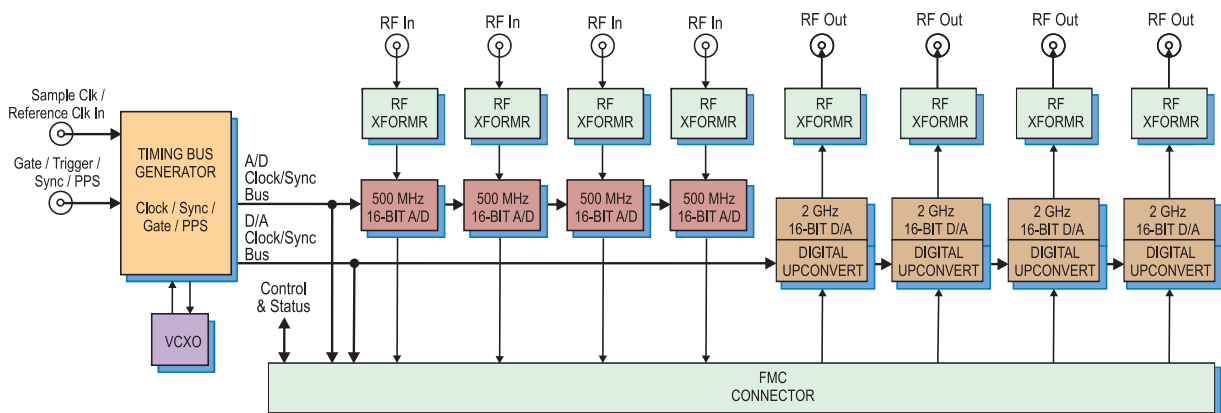 RF In
RF In
RF In
RF In
RF Out
RF Out
RF Out
RF Out
Sample Clk /
Reference Clk In
Gate / Trigger /
Sync / PPS
TIMING BUS
GENERATOR
Clock / Sync /
Gate / PPS
VCXO
A/D
Clock/Sync
Bus
D/A
Clock/Sync
Bus
Control
& Status
RF
XFORMR
RF
XFORMR
RF
XFORMR
RF
XFORMR
RF
XFORMR
RF
XFORMR
RF
XFORMR
RF
XFORMR
500 MHz
16-BIT A/D
500 MHz
16-BIT A/D
500 MHz
16-BIT A/D
500 MHz
16-BIT A/D
2 GHz
16-BIT D/A
DIGITAL
UPCONVERT
2 GHz
16-BIT D/A
DIGITAL
UPCONVERT
2 GHz
16-BIT D/A
DIGITAL
UPCONVERT
2 GHz
16-BIT D/A
DIGITAL
UPCONVERT
FMC
CONNECTOR